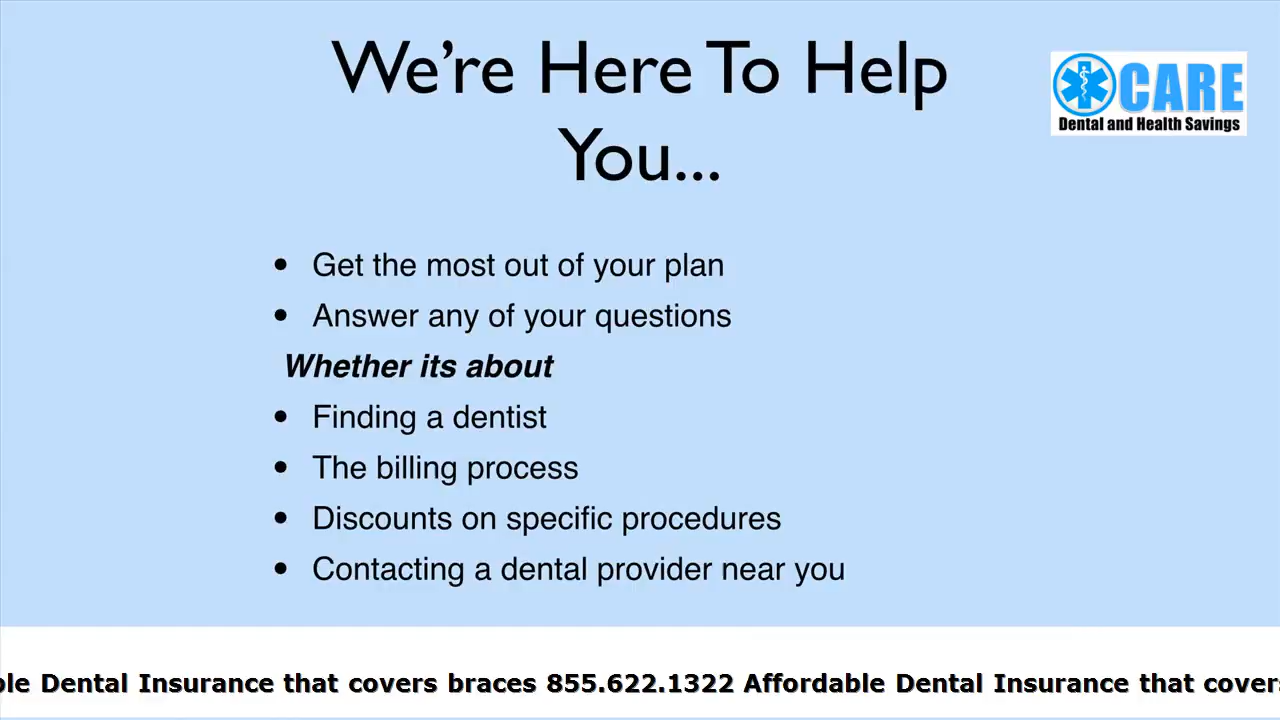 We’re Here To Help
You...
CARE
Dental and Health Savings
• Get the most out of your plan
• Answer any of your questions
Whether its about
• Finding a dentist
• The billing process
• Discounts on specific procedures
• Contacting a dental provider near you
Dental Insurance that covers braces 855.622.1322 Affordable Dental Insurance that